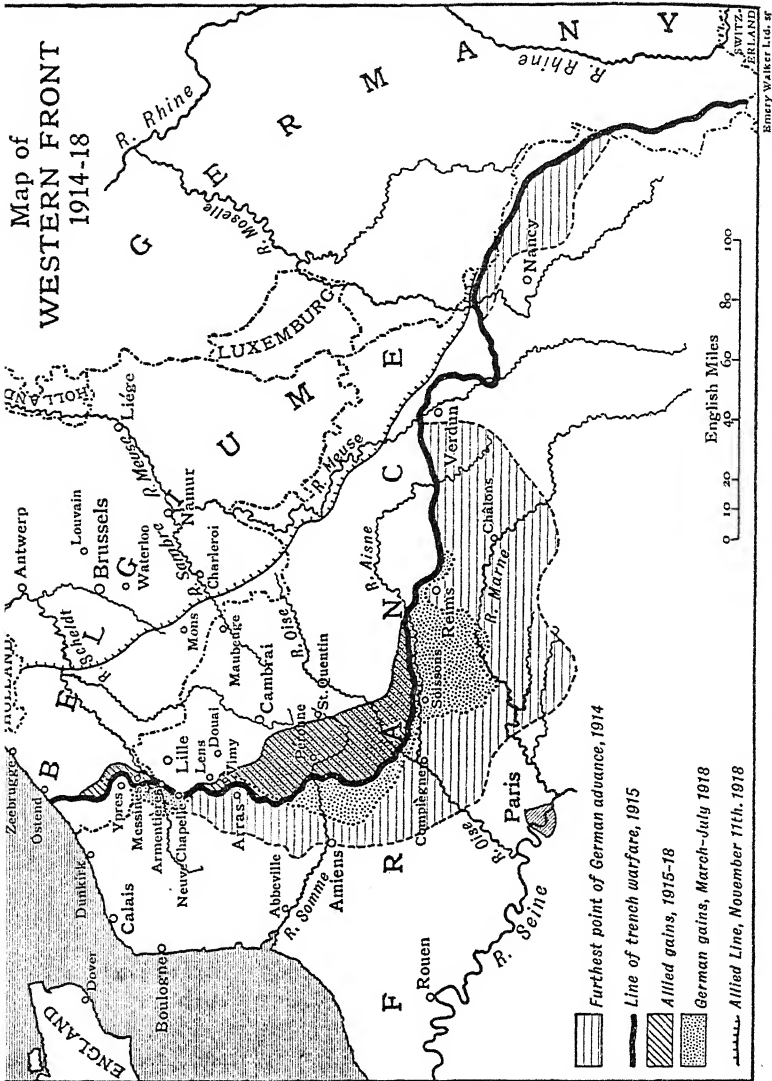 Map of
WESTERN FRONT
1914-18
ENGLAND
Dover
Zeebrugge
Ostend
Dunkirk
Calais
Boulogne
HOLLAND
Antwerp
HOLLAND
BELGIUM
R. Scheldt
Louvain
Brussels
Waterloo
Liége
R. Meuse
Namur
R. Sambre
Charleroi
Mons
Maubeuge
Ypres
Messines
Armentières
Neuve Chapelle
Lille
Lens
Douai
Vimy
Arras
Cambrai
Abbeville
R. Somme
Amiens
Péronne
St. Quentin
R. Oise
R. Meuse
LUXEMBURG
R. Moselle
R. Rhine
GERMANY
R. Rhine
FRANCE
Rouen
R. Seine
R. Oise
Paris
Compiègne
Soissons
R. Aisne
Reims
R. Marne
Châlons
Verdun
Nancy
SWITZ-
ERLAND
Furthest point of German advance, 1914
Line of trench warfare, 1915
Allied gains, 1915-18
German gains, March-July 1918
Allied Line, November 11th. 1918
0 10 20 40 60 80 100
English Miles
Emery Walker Ltd. sc